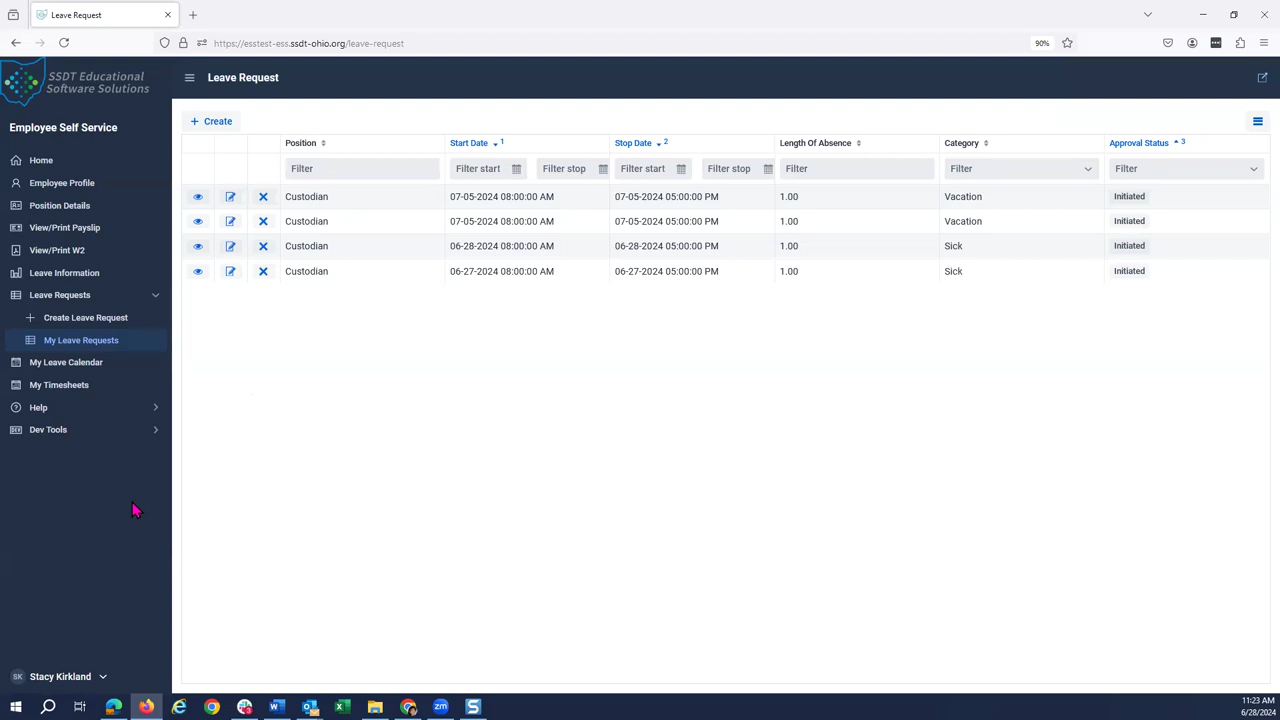 Leave Request
https://esstest-ess.ssdt-ohio.org/leave-request
90%
SSDT Educational
Software Solutions
Leave Request
Employee Self Service
Home
Employee Profile
Position Details
View/Print Payslip
View/Print W2
Leave Information
Leave Requests
Create Leave Request
My Leave Requests
My Leave Calendar
My Timesheets
Help
Dev Tools
SK Stacy Kirkland
+ Create
Position Start Date 1 Stop Date 2 Length Of Absence Category Approval Status 3
Filter Filter start Filter stop Filter start Filter stop Filter Filter Filter
Custodian 07-05-2024 08:00:00 AM 07-05-2024 05:00:00 PM 1.00 Vacation Initiated
Custodian 07-05-2024 08:00:00 AM 07-05-2024 05:00:00 PM 1.00 Vacation Initiated
Custodian 06-28-2024 08:00:00 AM 06-28-2024 05:00:00 PM 1.00 Sick Initiated
Custodian 06-27-2024 08:00:00 AM 06-27-2024 05:00:00 PM 1.00 Sick Initiated
11:23 AM
6/28/2024